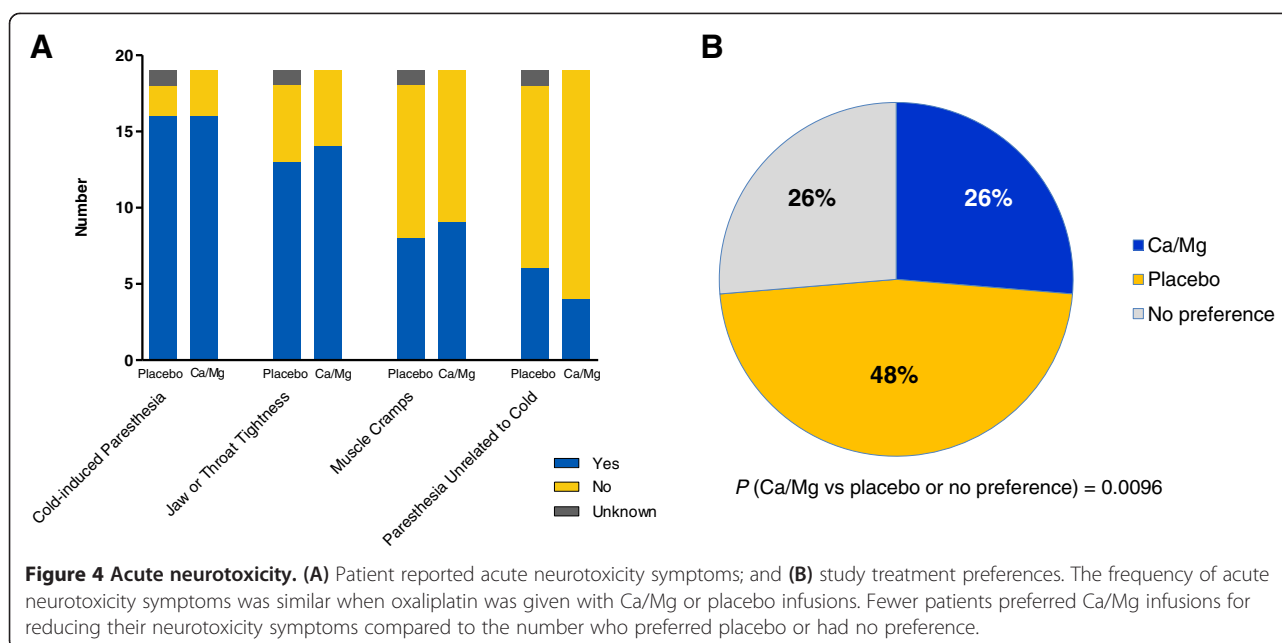 A
B
20
15
10
5
0
Number
Placebo Ca/Mg Placebo Ca/Mg Placebo Ca/Mg Placebo Ca/Mg
Cold-induced Paresthesia
Jaw or Throat Tightness
Muscle Cramps
Paresthesia Unrelated to Cold
Yes
No
Unknown
26%
26%
48%
Ca/Mg
Placebo
No preference
P (Ca/Mg vs placebo or no preference) = 0.0096
Figure 4 Acute neurotoxicity. (A) Patient reported acute neurotoxicity symptoms; and (B) study treatment preferences. The frequency of acute
neurotoxicity symptoms was similar when oxaliplatin was given with Ca/Mg or placebo infusions. Fewer patients preferred Ca/Mg infusions for
reducing their neurotoxicity symptoms compared to the number who preferred placebo or had no preference.